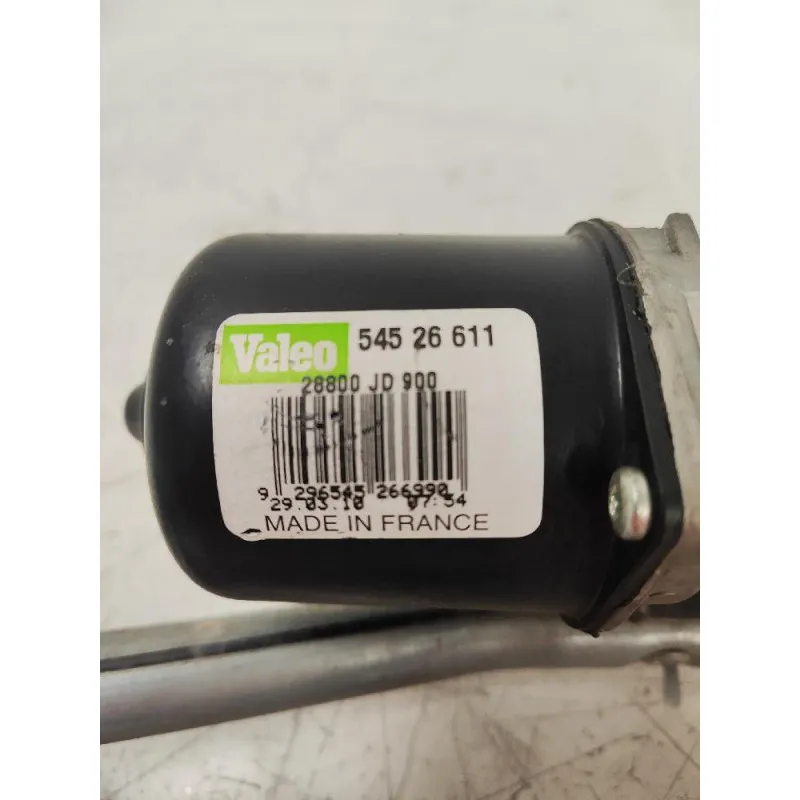 Valeo 545 26 611
28800 JD 900
9 296545 266990
29.03.10 07:54
MADE IN FRANCE